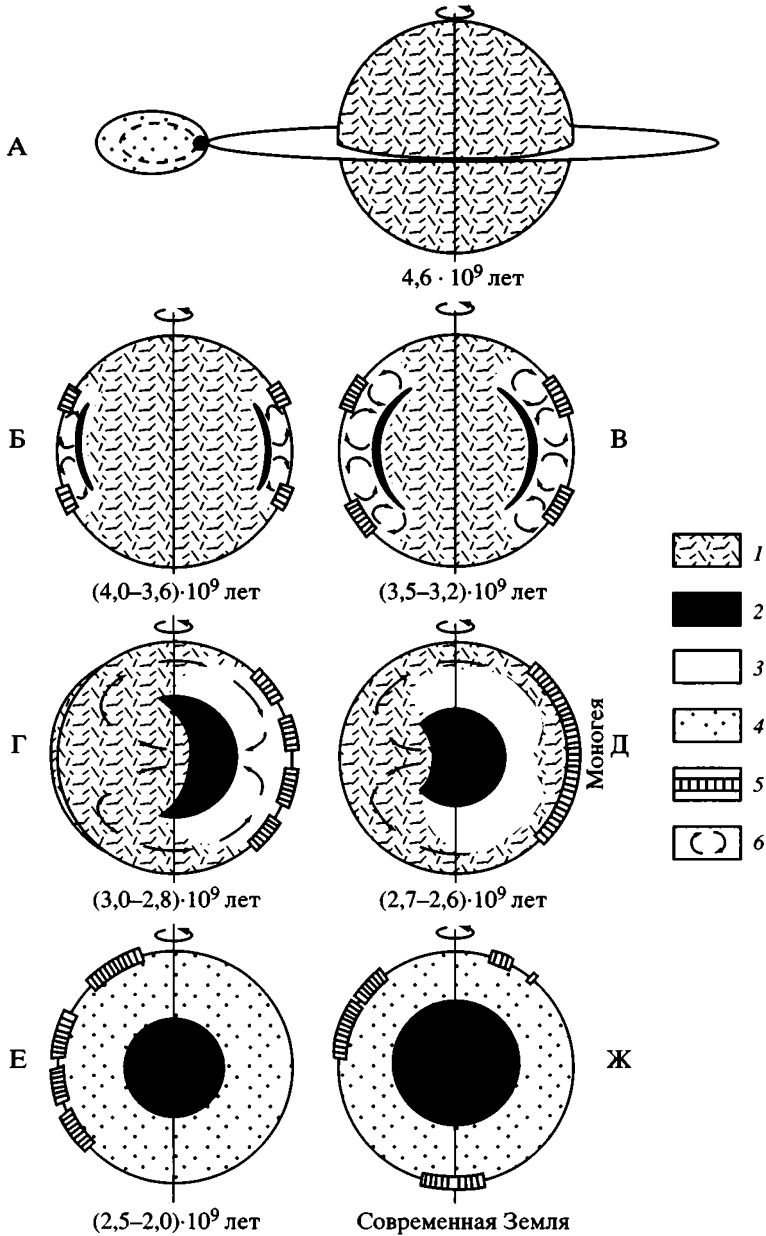 А
4,6 · 10⁹ лет
Б
В
(4,0–3,6)·10⁹ лет
(3,5–3,2)·10⁹ лет
1
2
3
4
5
6
Г
Моногея
Д
(3,0–2,8)·10⁹ лет
(2,7–2,6)·10⁹ лет
Е
Ж
(2,5–2,0)·10⁹ лет
Современная Земля